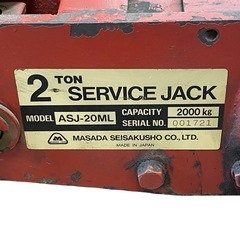 2 TON SERVICE JACK
MODEL ASJ-20ML CAPACITY 2000 kg
SERIAL NO. 001721
MASADA SEISAKUSHO CO., LTD.
MADE IN JAPAN